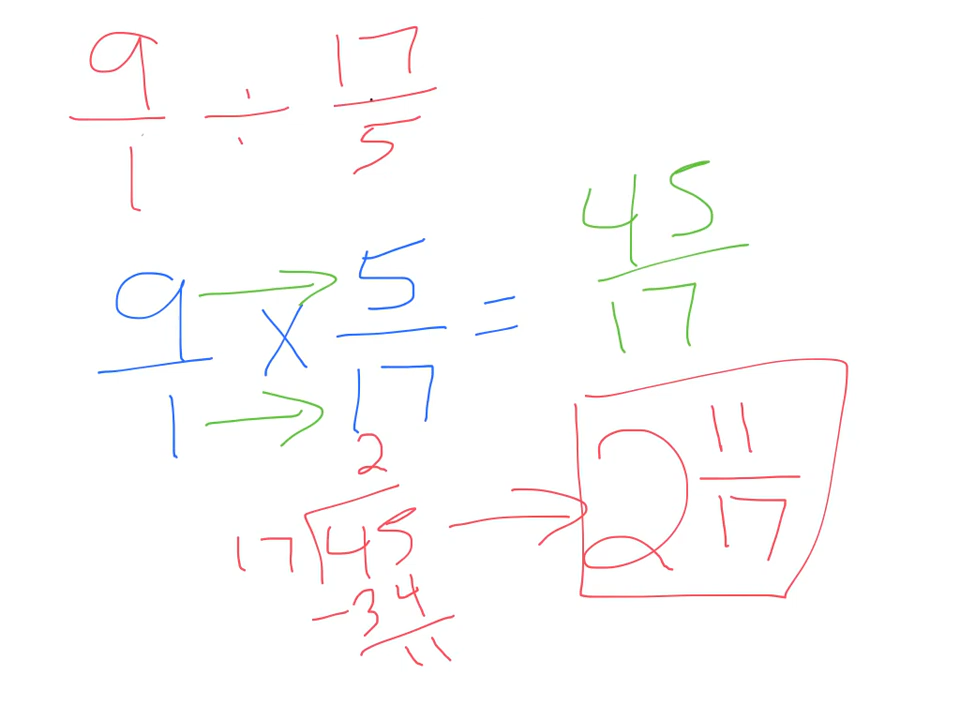 9/1 ÷ 17/5
9/1 → X → 5/17 = 45/17
2
17 45 → 2 11/17
-34
11